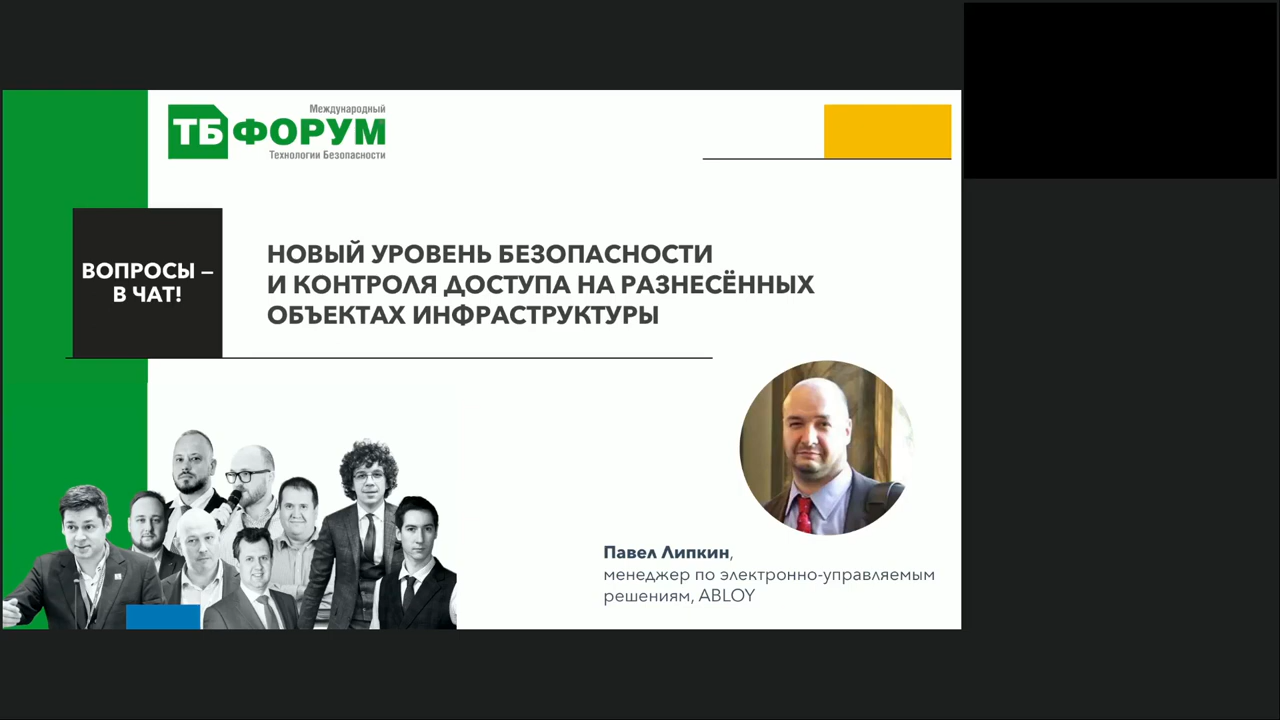 Международный
ТБ ФОРУМ
Технологии Безопасности
ВОПРОСЫ –
В ЧАТ!
НОВЫЙ УРОВЕНЬ БЕЗОПАСНОСТИ
И КОНТРОЛЯ ДОСТУПА НА РАЗНЕСЁННЫХ
ОБЪЕКТАХ ИНФРАСТРУКТУРЫ
Павел Липкин,
менеджер по электронно-управляемым
решениям, ABLOY